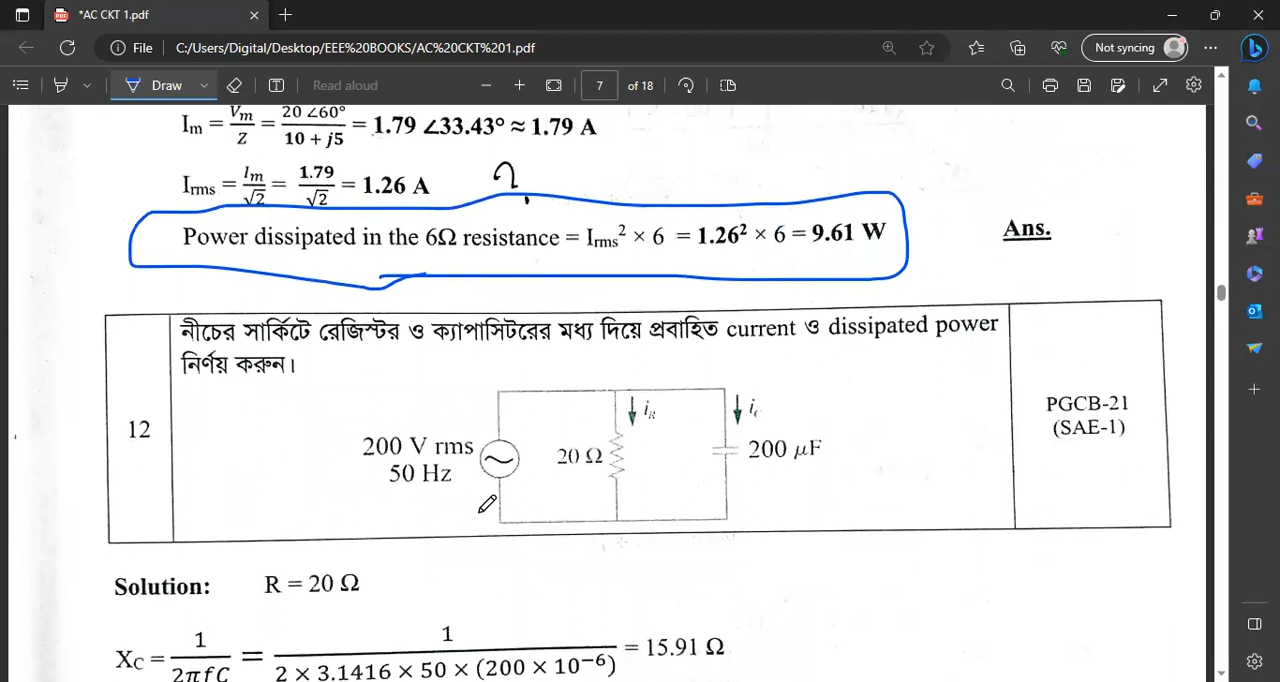 *AC CKT 1.pdf
File C:/Users/Digital/Desktop/EEE%20BOOKS/AC%20CKT%201.pdf Not syncing
Draw Read aloud 7 of 18
Im = Vm/Z = 20 ∠60°/10 + j5 = 1.79 ∠33.43° ≈ 1.79 A
Irms = Im/√2 = 1.79/√2 = 1.26 A
Power dissipated in the 6Ω resistance = Irms² × 6 = 1.26² × 6 = 9.61 W Ans.
নীচের সার্কিটে রেজিস্টর ও ক্যাপাসিটরের মধ্য দিয়ে প্রবাহিত current ও dissipated power
নির্ণয় করুন।
12
200 V rms
50 Hz
20 Ω
iR
iC
200 μF
PGCB-21
(SAE-1)
Solution: R = 20 Ω
XC = 1/2πfC = 1/2 × 3.1416 × 50 × (200 × 10⁻⁶) = 15.91 Ω